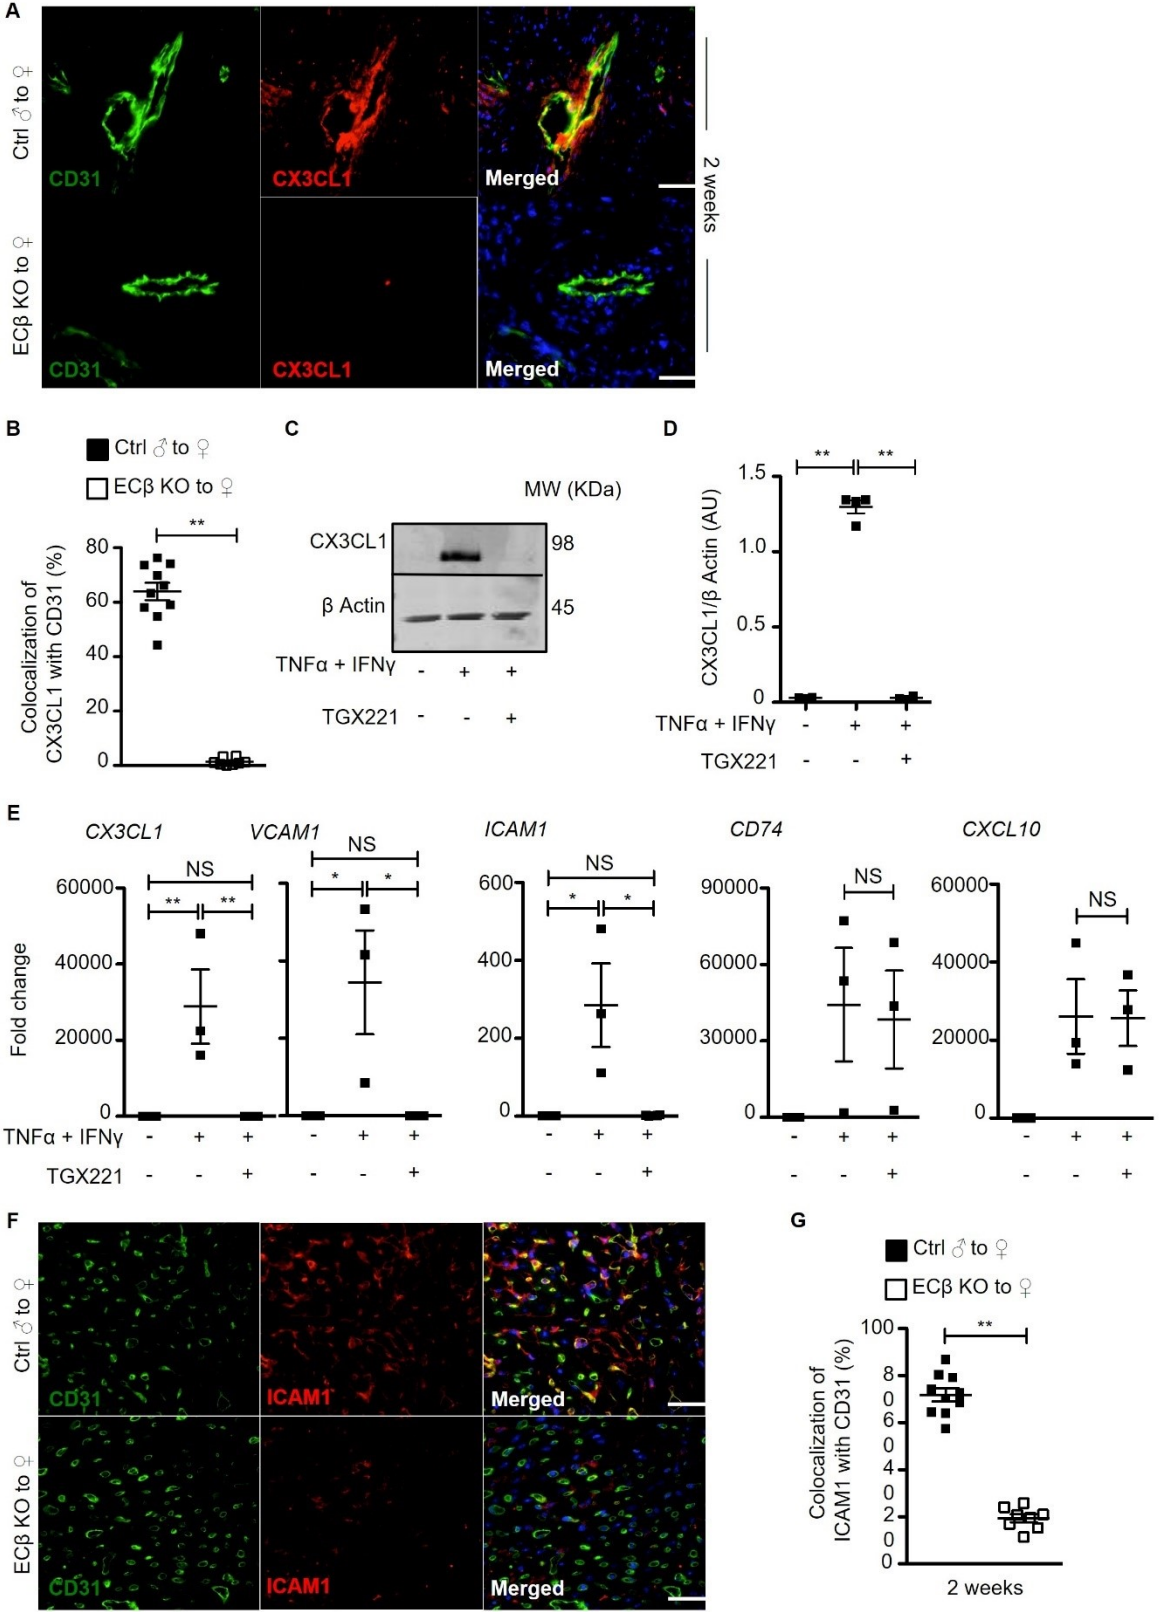 A
Ctrl ♂ to ♀
CD31
CX3CL1
Merged
ECβ KO to ♀
CD31
CX3CL1
Merged
2 weeks
B
Ctrl ♂ to ♀
ECβ KO to ♀
**
Colocalization of
CX3CL1 with CD31 (%)
80
60
40
20
0
C
MW (KDa)
CX3CL1
98
β Actin
45
TNFα + IFNγ - + +
TGX221 - - +
D
** **
CX3CL1/β Actin (AU)
1.5
1.0
0.5
0
TNFα + IFNγ - + +
TGX221 - - +
E
CX3CL1 VCAM1 ICAM1 CD74 CXCL10
Fold change
NS
** **
60000
40000
20000
0
NS
* *
NS
* *
600
400
200
0
NS
90000
60000
30000
0
NS
60000
40000
20000
0
TNFα + IFNγ - + + - + + - + + - + + - + +
TGX221 - - + - - + - - + - - + - - +
F
Ctrl ♂ to ♀
CD31
ICAM1
Merged
ECβ KO to ♀
CD31
ICAM1
Merged
G
Ctrl ♂ to ♀
ECβ KO to ♀
**
Colocalization of
ICAM1 with CD31 (%)
100
8
0
6
0
4
0
2
0
0
2 weeks